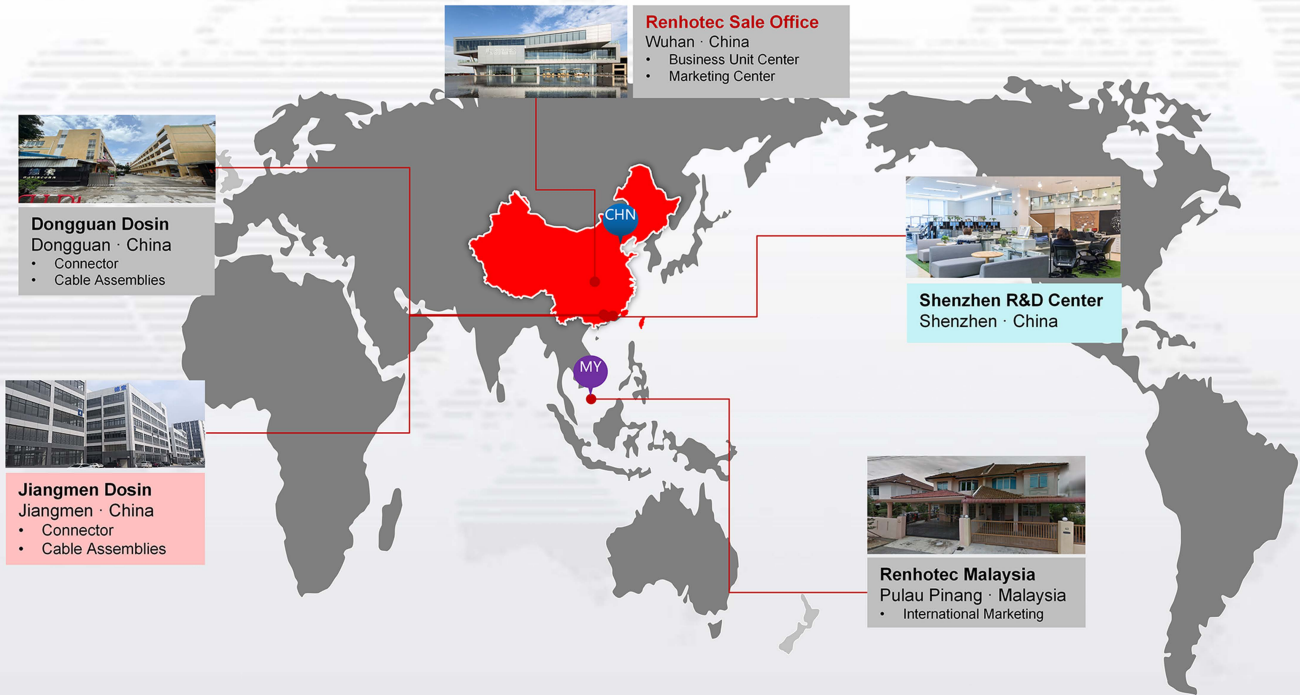 Renhotec Sale Office
Wuhan · China
• Business Unit Center
• Marketing Center
Dongguan Dosin
Dongguan · China
• Connector
• Cable Assemblies
CHN
Shenzhen R&D Center
Shenzhen · China
MY
Jiangmen Dosin
Jiangmen · China
• Connector
• Cable Assemblies
Renhotec Malaysia
Pulau Pinang · Malaysia
• International Marketing